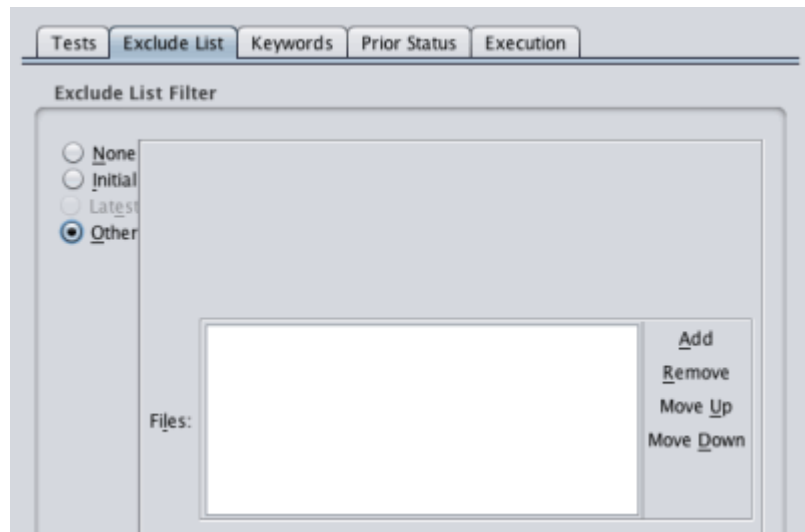 Tests Exclude List Keywords Prior Status Execution
Exclude List Filter
None
Initial
Latest
Other
Add
Remove
Move Up
Files:
Move Down